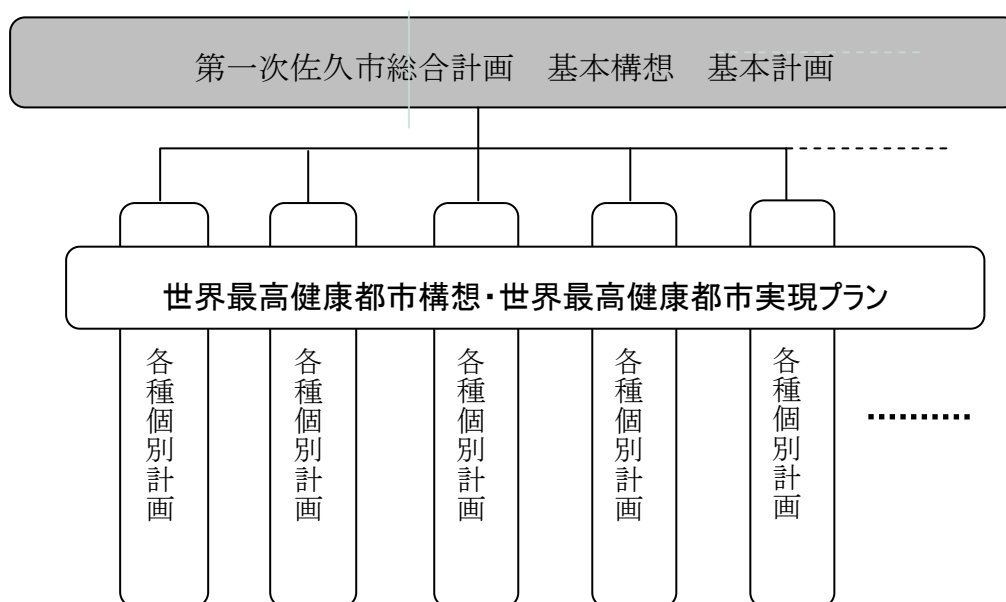 第一次佐久市総合計画　基本構想　基本計画
世界最高健康都市構想・世界最高健康都市実現プラン
各種個別計画
各種個別計画
各種個別計画
各種個別計画
各種個別計画